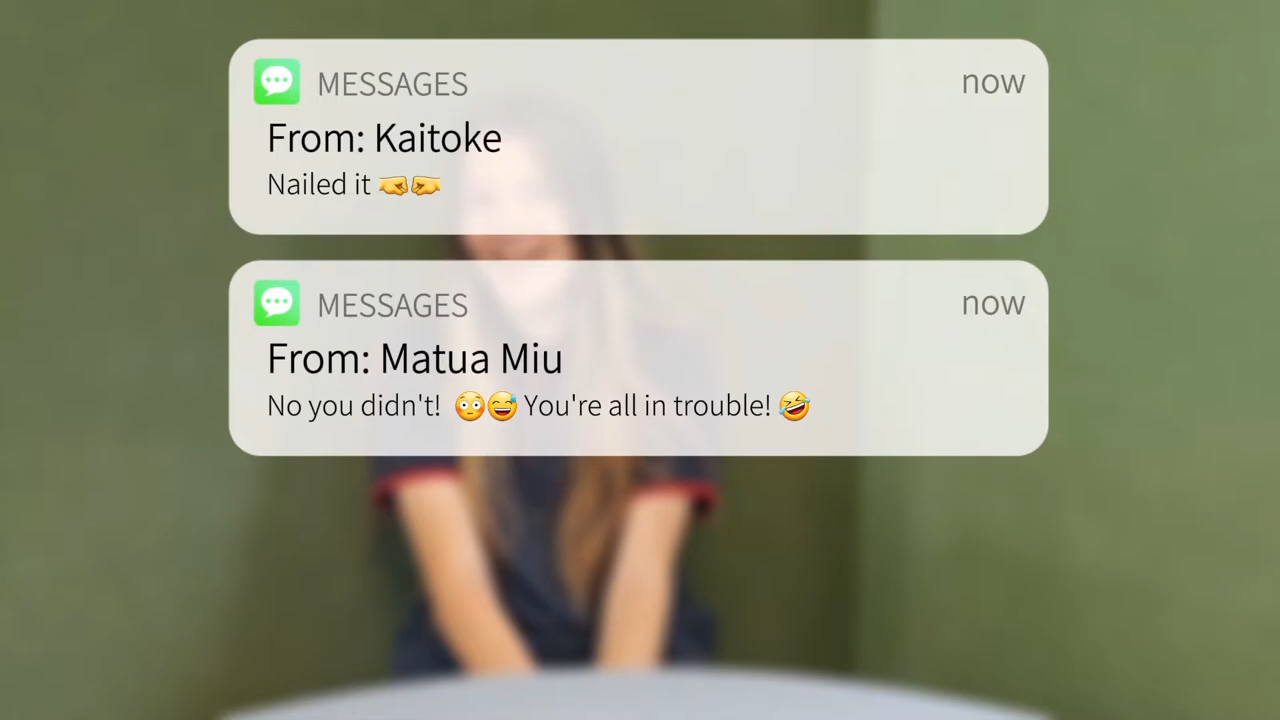 MESSAGES now
From: Kaitoke
Nailed it 🤜🤛
MESSAGES now
From: Matua Miu
No you didn't! 😳😅 You're all in trouble! 🤣